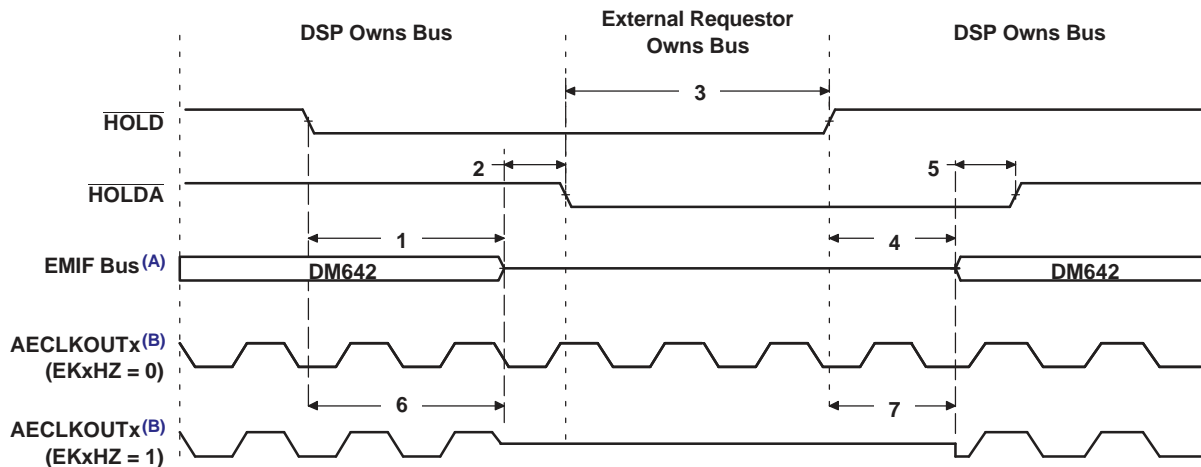 DSP Owns Bus
External Requestor
Owns Bus
DSP Owns Bus
3
HOLD
2
5
HOLDA
1
4
EMIF Bus(A)
DM642
DM642
AECLKOUTx(B)
(EKxHZ = 0)
6
7
AECLKOUTx(B)
(EKxHZ = 1)